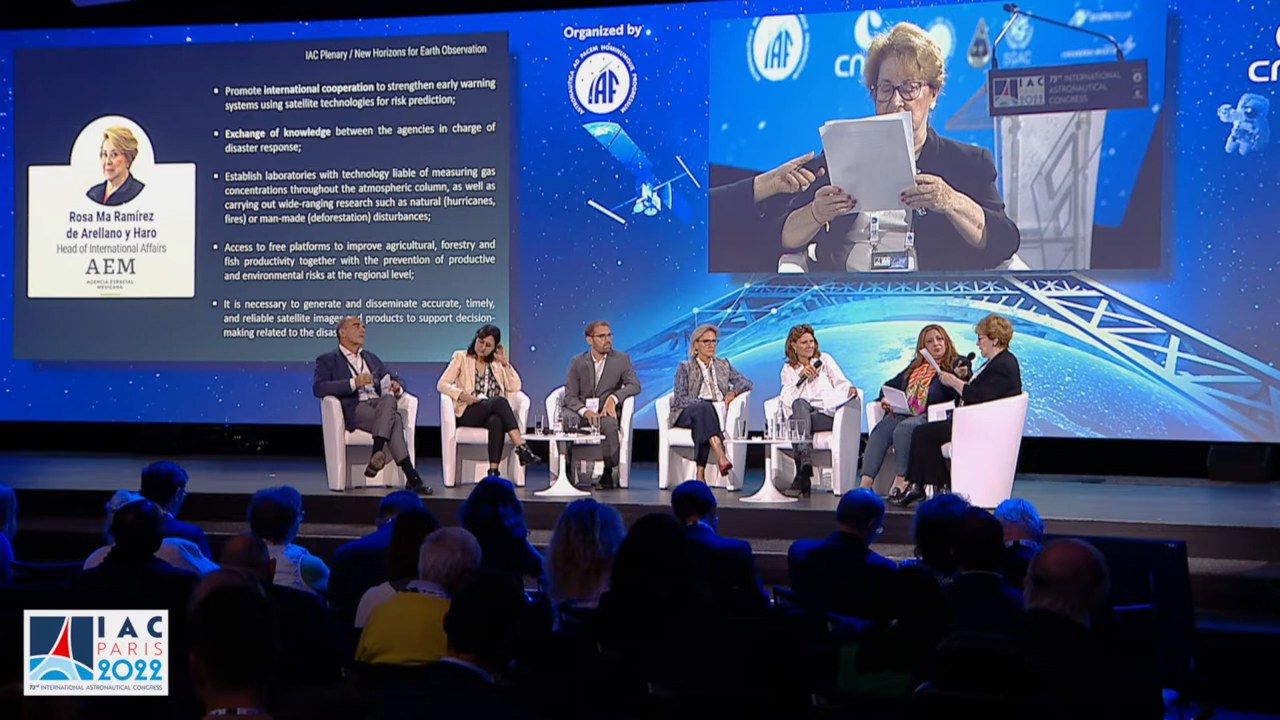 IAC Plenary / New Horizons for Earth Observation
▪ Promote international cooperation to strengthen early warning
systems using satellite technologies for risk prediction;
▪ Exchange of knowledge between the agencies in charge of
disaster response;
▪ Establish laboratories with technology liable of measuring gas
concentrations throughout the atmospheric column, as well as
carrying out wide-ranging research such as natural (hurricanes,
fires) or man-made (deforestation) disturbances;
▪ Access to free platforms to improve agricultural, forestry and
fish productivity together with the prevention of productive
and environmental risks at the regional level;
▪ It is necessary to generate and disseminate accurate, timely,
and reliable satellite images products to support decision-
making related to the
Rosa Ma Ramírez
de Arellano y Haro
Head of International Affairs
AEM
AGENCIA ESPACIAL
MEXICANA
Organized by
IAF
IAF
IAC
2022
73rd INTERNATIONAL
ASTRONAUTICAL
CONGRESS
IAC
PARIS
2022
73rd INTERNATIONAL ASTRONAUTICAL CONGRESS